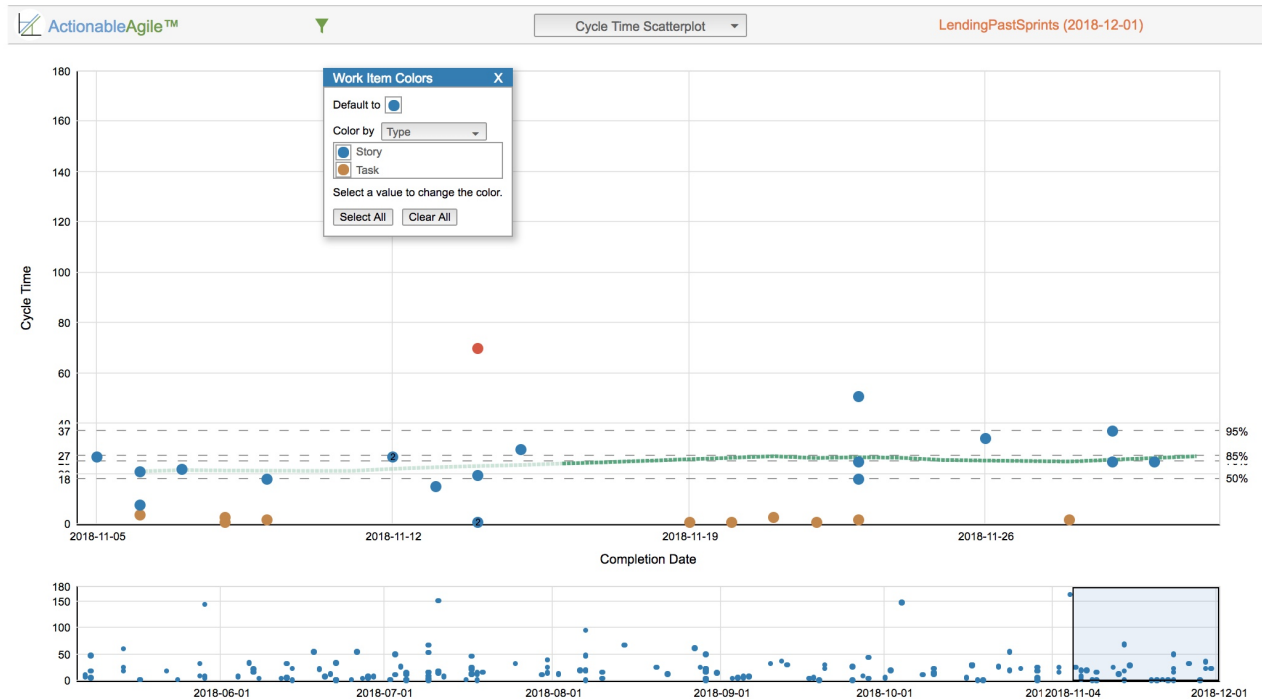 ActionableAgile™
Cycle Time Scatterplot
LendingPastSprints (2018-12-01)
180
Work Item Colors X
Default to
160
Color by Type
Story
140
Task
Select a value to change the color.
120
Select All Clear All
100
Cycle Time
80
60
40
37 95%
27 2 85%
18 50%
0 2
2018-11-05 2018-11-12 2018-11-19 2018-11-26
Completion Date
180
150
100
50
0
2018-06-01 2018-07-01 2018-08-01 2018-09-01 2018-10-01 2018-11-04 2018-12-01